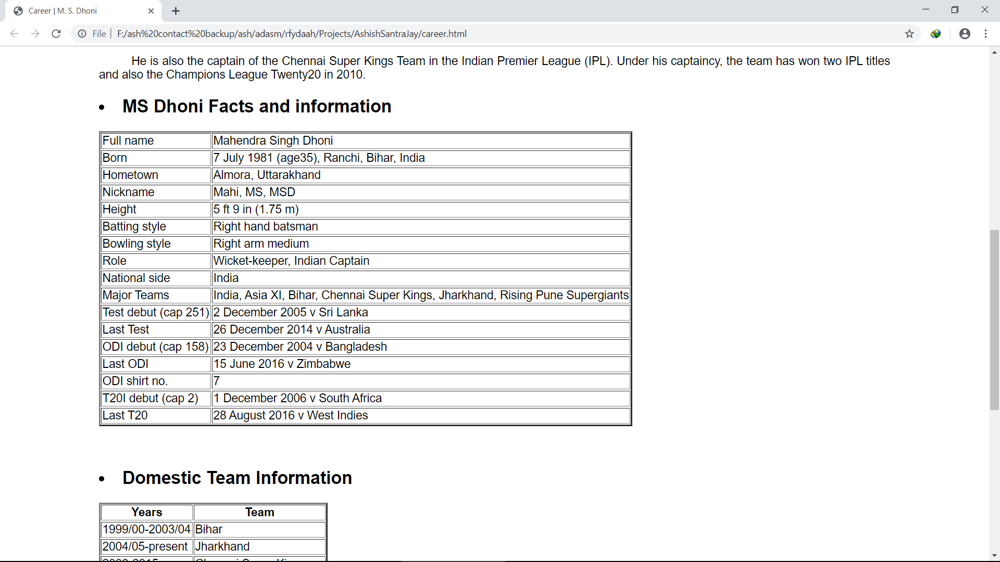 Career | M. S. Dhoni
File | F:/ash%20contact%20backup/ash/adasm/rfydaah/Projects/AshishSantraJay/career.html
He is also the captain of the Chennai Super Kings Team in the Indian Premier League (IPL). Under his captaincy, the team has won two IPL titles
and also the Champions League Twenty20 in 2010.
• MS Dhoni Facts and information
Full name Mahendra Singh Dhoni
Born 7 July 1981 (age35), Ranchi, Bihar, India
Hometown Almora, Uttarakhand
Nickname Mahi, MS, MSD
Height 5 ft 9 in (1.75 m)
Batting style Right hand batsman
Bowling style Right arm medium
Role Wicket-keeper, Indian Captain
National side India
Major Teams India, Asia XI, Bihar, Chennai Super Kings, Jharkhand, Rising Pune Supergiants
Test debut (cap 251) 2 December 2005 v Sri Lanka
Last Test 26 December 2014 v Australia
ODI debut (cap 158) 23 December 2004 v Bangladesh
Last ODI 15 June 2016 v Zimbabwe
ODI shirt no. 7
T20I debut (cap 2) 1 December 2006 v South Africa
Last T20 28 August 2016 v West Indies
• Domestic Team Information
Years Team
1999/00-2003/04 Bihar
2004/05-present Jharkhand